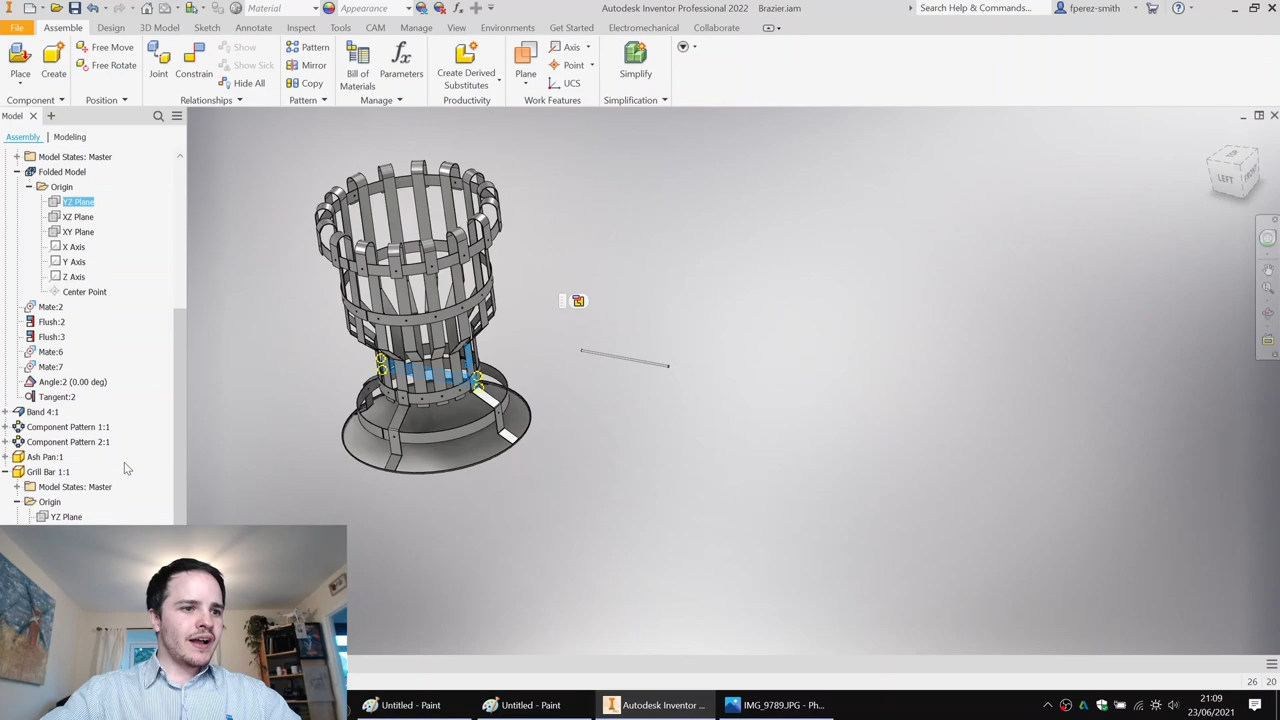 Material
Appearance
Autodesk Inventor Professional 2022 Brazier.iam
Search Help & Commands...
fperez-smith
File Assemble Design 3D Model Sketch Annotate Inspect Tools CAM Manage View Environments Get Started Electromechanical Collaborate
Place
Create
Free Move
Free Rotate
Joint
Constrain
Show
Show Sick
Hide All
Pattern
Mirror
Copy
Bill of
Materials
Parameters
Create Derived
Substitutes
Plane
Axis
Point
UCS
Simplify
Component Position Relationships Pattern Manage Productivity Work Features Simplification
Model
Assembly Modeling
Model States: Master
Folded Model
Origin
YZ Plane
XZ Plane
XY Plane
X Axis
Y Axis
Z Axis
Center Point
Mate:2
Flush:2
Flush:3
Mate:6
Mate:7
Angle:2 (0.00 deg)
Tangent:2
Band 4:1
Component Pattern 1:1
Component Pattern 2:1
Ash Pan:1
Grill Bar 1:1
Model States: Master
Origin
YZ Plane
LEFT
FRONT
26 20
Untitled - Paint
Untitled - Paint
Autodesk Inventor ...
IMG_9789.JPG - Ph...
21:09
23/06/2021